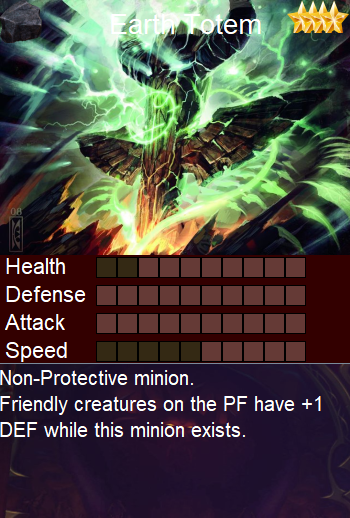 Earth Totem
08
Health
Defense
Attack
Speed
Non-Protective minion.
Friendly creatures on the PF have +1
DEF while this minion exists.